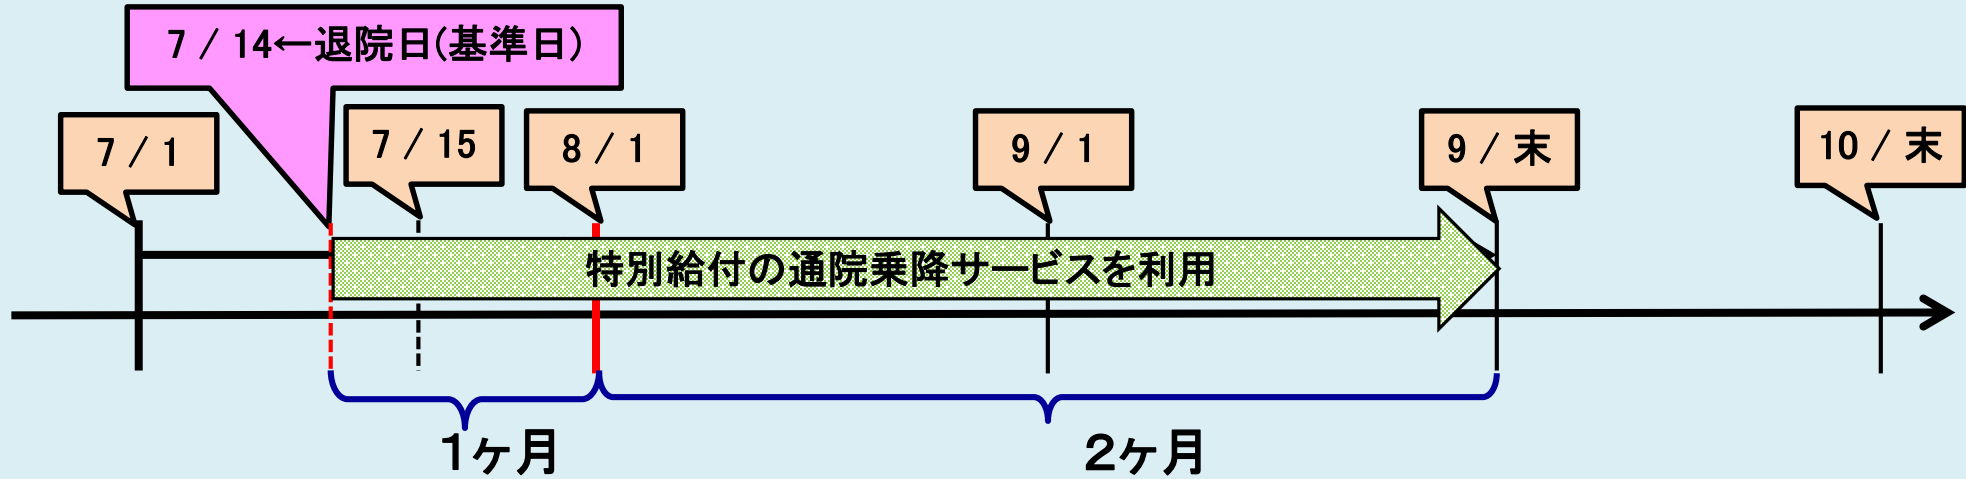 7 / 14←退院日(基準日)
7 / 1
7 / 15
8 / 1
9 / 1
9 / 末
10 / 末
特別給付の通院乗降サービスを利用
1ヶ月
2ヶ月